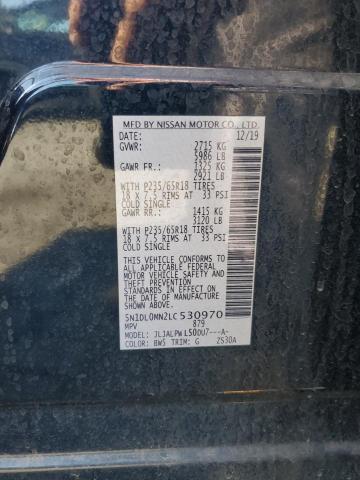 MFD BY NISSAN MOTOR CO., LTD.
DATE: 12/19
GVWR: 2715 KG
5986 LB
GAWR FR: 1325 KG
2921 LB
WITH P235/65R18 TIRES
18 X 7.5 RIMS AT 33 PSI
COLD SINGLE
GAWR RR: 1415 KG
3120 LB
WITH P235/65R18 TIRES
18 X 7.5 RIMS AT 33 PSI
COLD SINGLE
THIS VEHICLE CONFORMS TO
ALL APPLICABLE FEDERAL
MOTOR VEHICLE SAFETY AND
THEFT PREVENTION
STANDARDS IN EFFECT ON
THE DATE OF MANUFACTURE
SHOWN ABOVE
5N1DL0MN2LC530970
MPV 879
MODEL: JLJALPWL50DU7---A-
COLOR: BW5 TRIM: G 2S30A